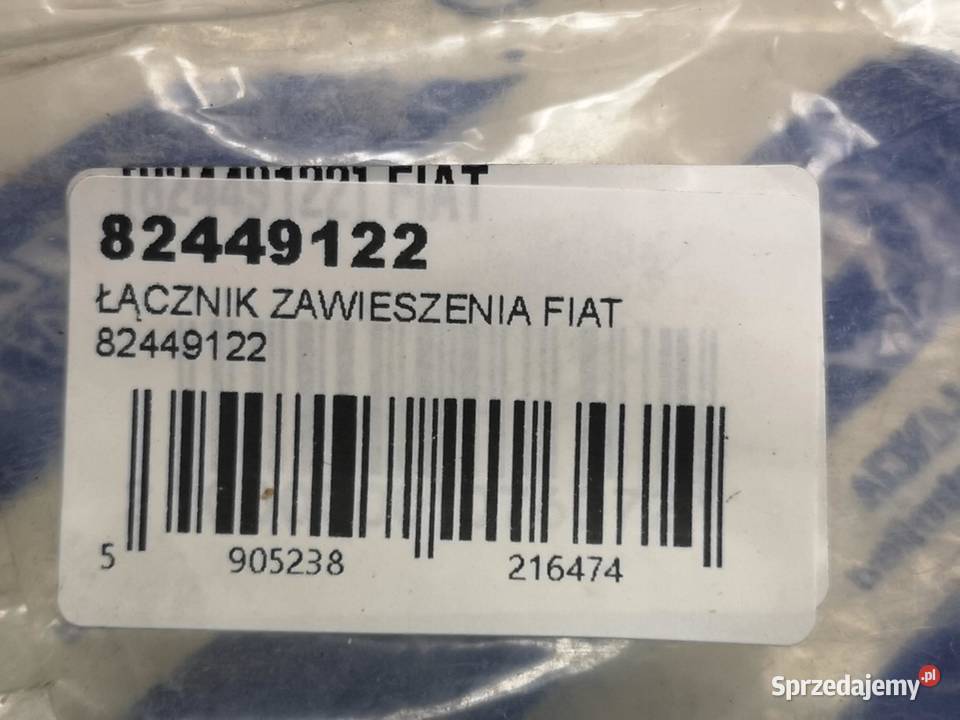 82449122
ŁĄCZNIK ZAWIESZENIA FIAT
82449122
5 905238 216474
Sprzedajemy.pl